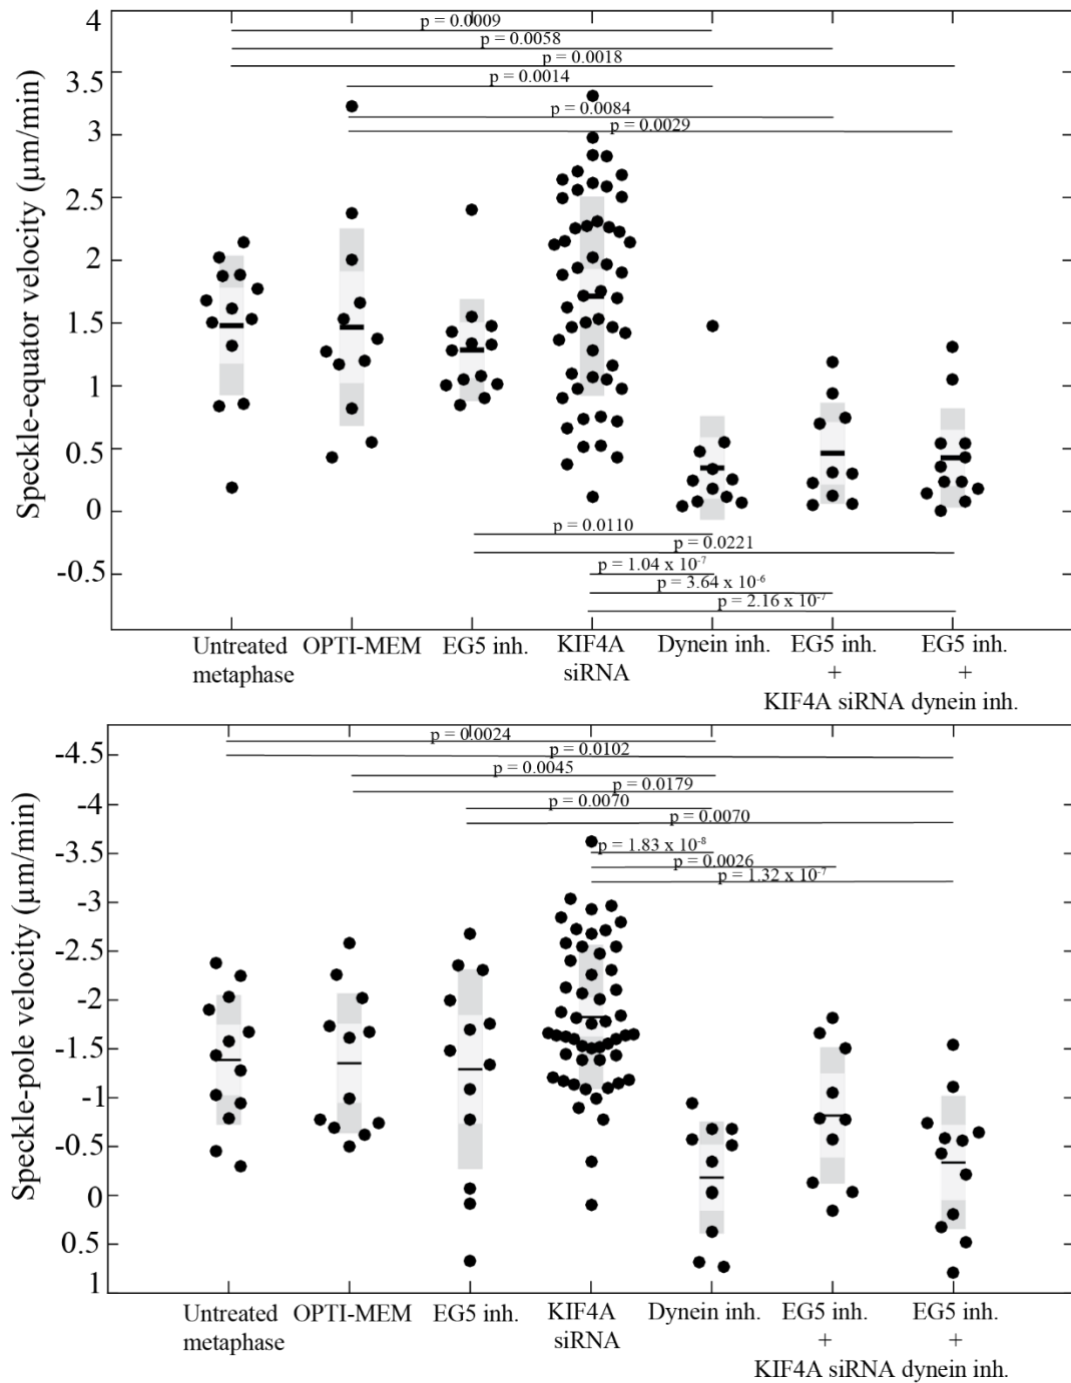 4
p = 0.0009
p = 0.0058
p = 0.0018
3.5
p = 0.0014
p = 0.0084
3
p = 0.0029
2.5
2
1.5
1
0.5
0
p = 0.0110
p = 0.0221
-0.5
p = 1.04 x 10-7
p = 3.64 x 10-6
p = 2.16 x 10-7
Speckle-equator velocity (µm/min)
Untreated metaphase
OPTI-MEM
EG5 inh.
KIF4A siRNA
Dynein inh.
EG5 inh. + KIF4A siRNA
EG5 inh. + dynein inh.
p = 0.0024
-4.5
p = 0.0102
p = 0.0045
p = 0.0179
-4
p = 0.0070
p = 0.0070
-3.5
p = 1.83 x 10-8
p = 0.0026
p = 1.32 x 10-7
-3
-2.5
-2
-1.5
-1
-0.5
0
0.5
1
Speckle-pole velocity (µm/min)
Untreated metaphase
OPTI-MEM
EG5 inh.
KIF4A siRNA
Dynein inh.
EG5 inh. + KIF4A siRNA
EG5 inh. + dynein inh.